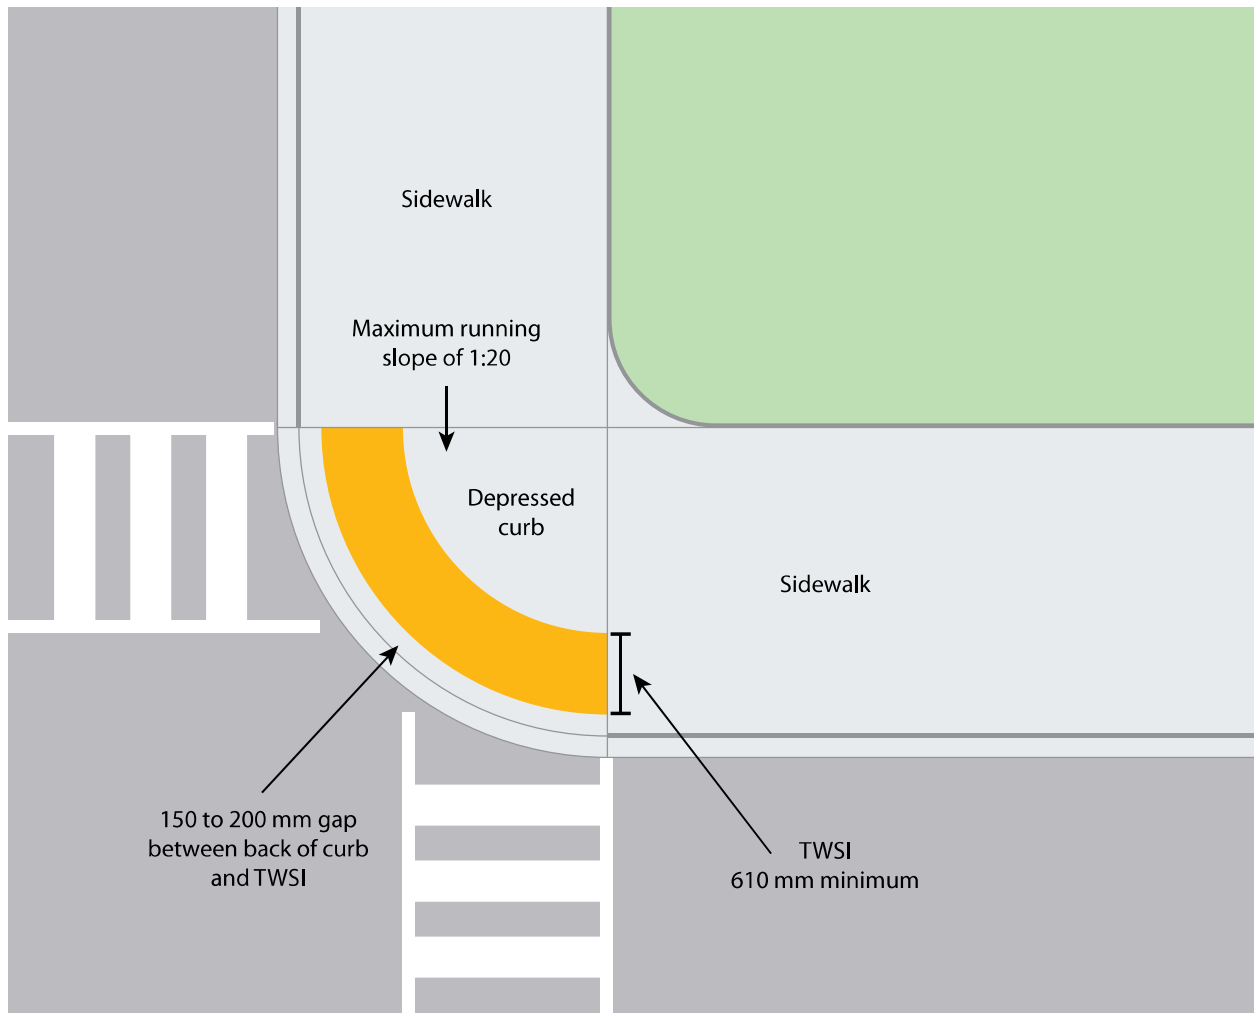 Sidewalk
Maximum running
slope of 1:20
Depressed
curb
Sidewalk
150 to 200 mm gap
between back of curb
and TWSI
TWSI
610 mm minimum